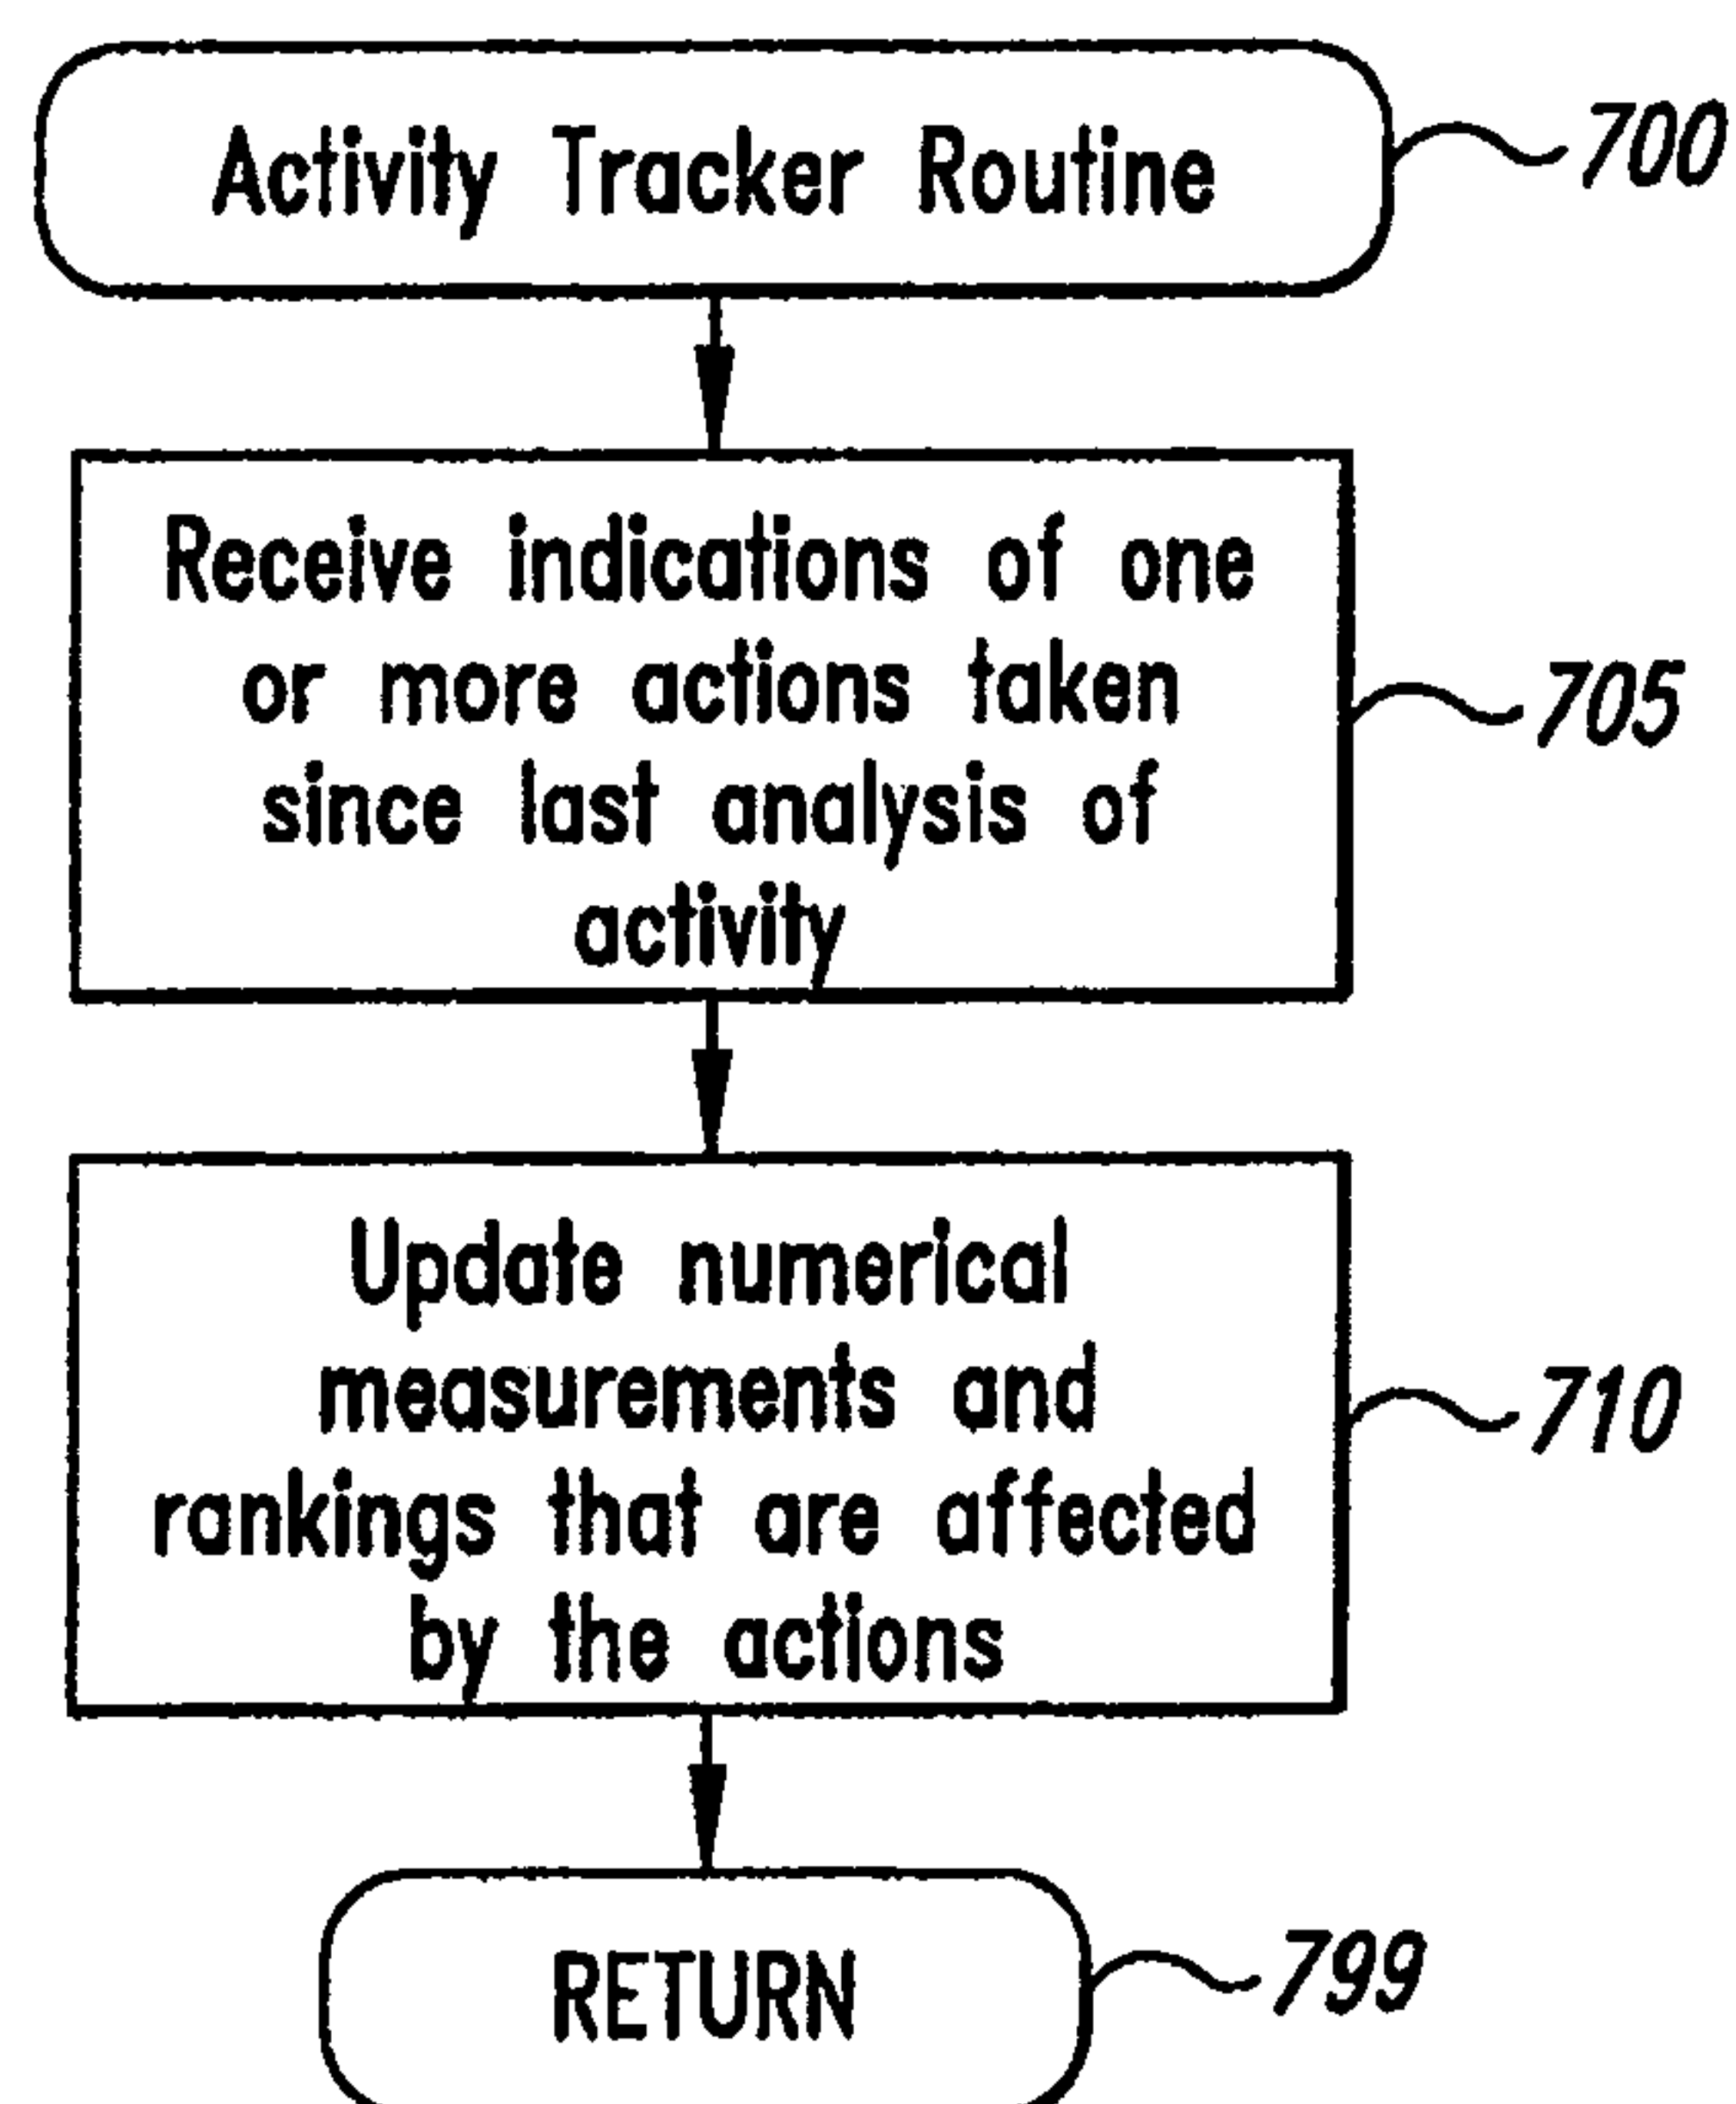 Activity Tracker Routine
700
Receive indications of one
or more actions taken
since last analysis of
activity
705
Update numerical
measurements and
rankings that are affected
by the actions
710
RETURN
799